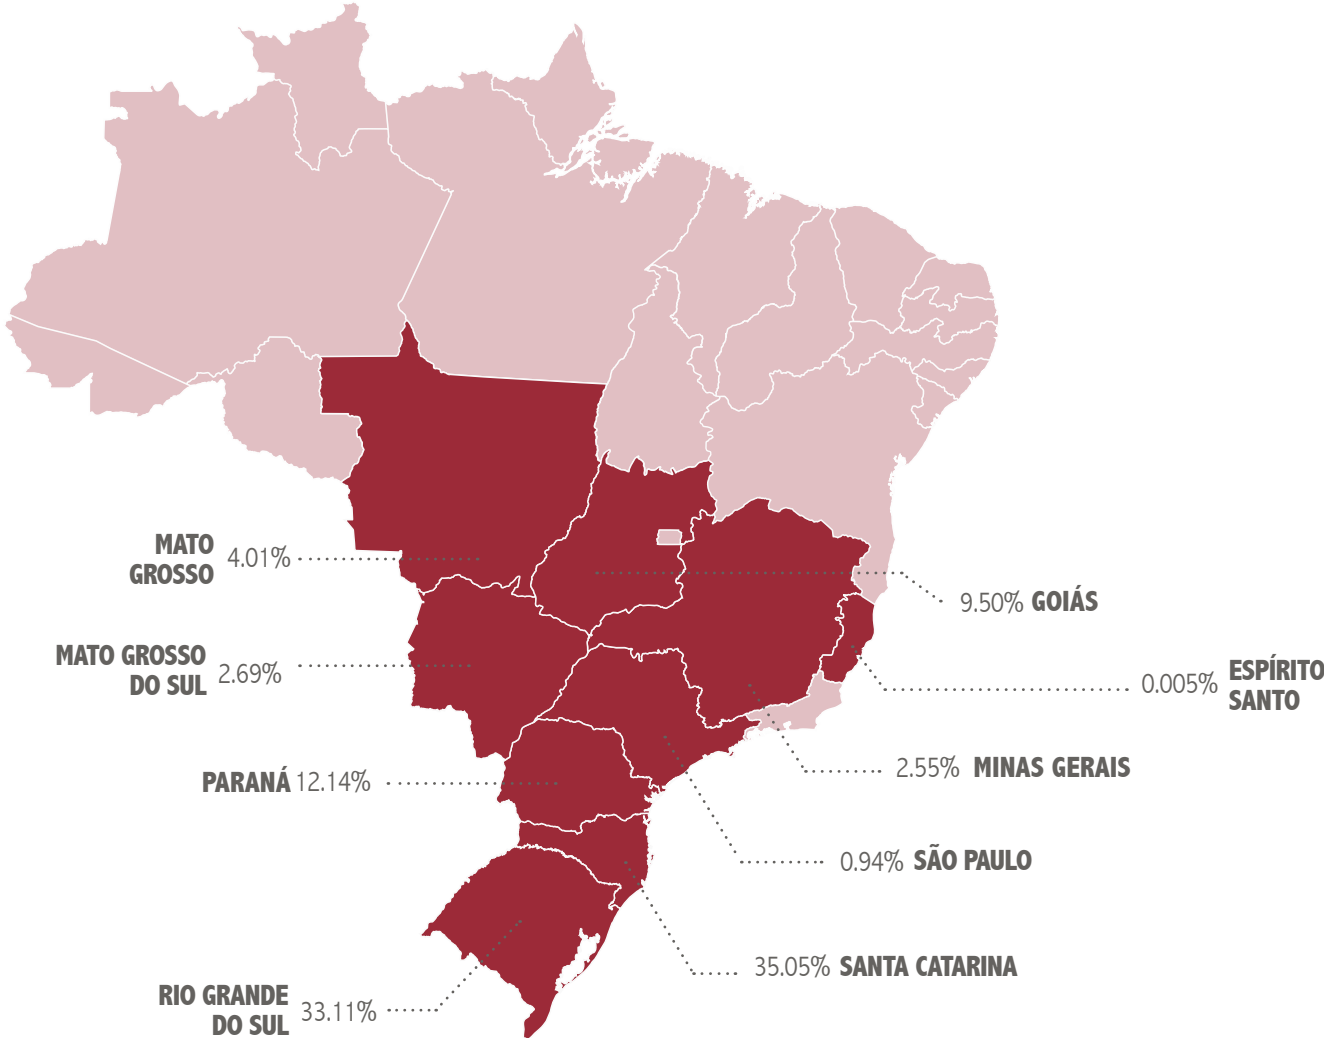 MATO
GROSSO
4.01%
9.50% GOIÁS
MATO GROSSO
DO SUL
2.69%
0.005%
ESPÍRITO
SANTO
PARANÁ 12.14%
2.55% MINAS GERAIS
0.94% SÃO PAULO
35.05% SANTA CATARINA
RIO GRANDE
DO SUL
33.11%